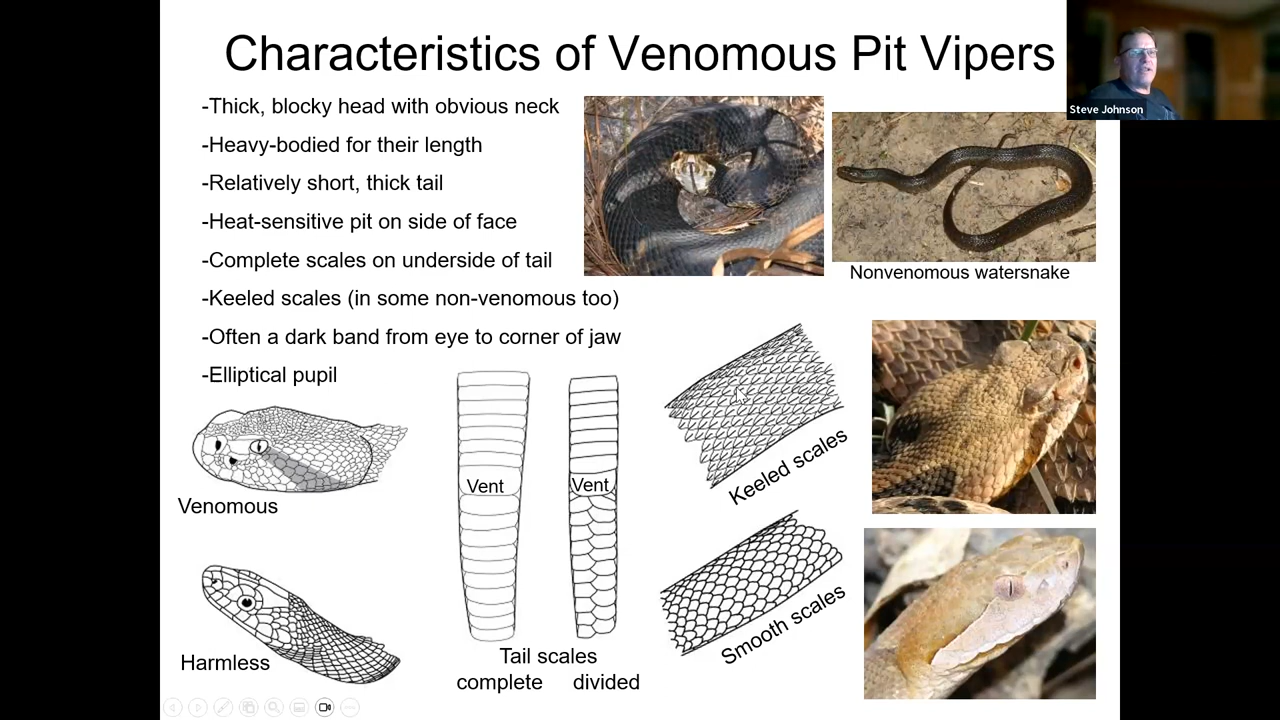 Characteristics of Venomous Pit Vipers
Steve Johnson
-Thick, blocky head with obvious neck
-Heavy-bodied for their length
-Relatively short, thick tail
-Heat-sensitive pit on side of face
-Complete scales on underside of tail
-Keeled scales (in some non-venomous too)
-Often a dark band from eye to corner of jaw
-Elliptical pupil
Nonvenomous watersnake
Venomous
Harmless
Vent
Vent
Tail scales
complete divided
Keeled scales
Smooth scales